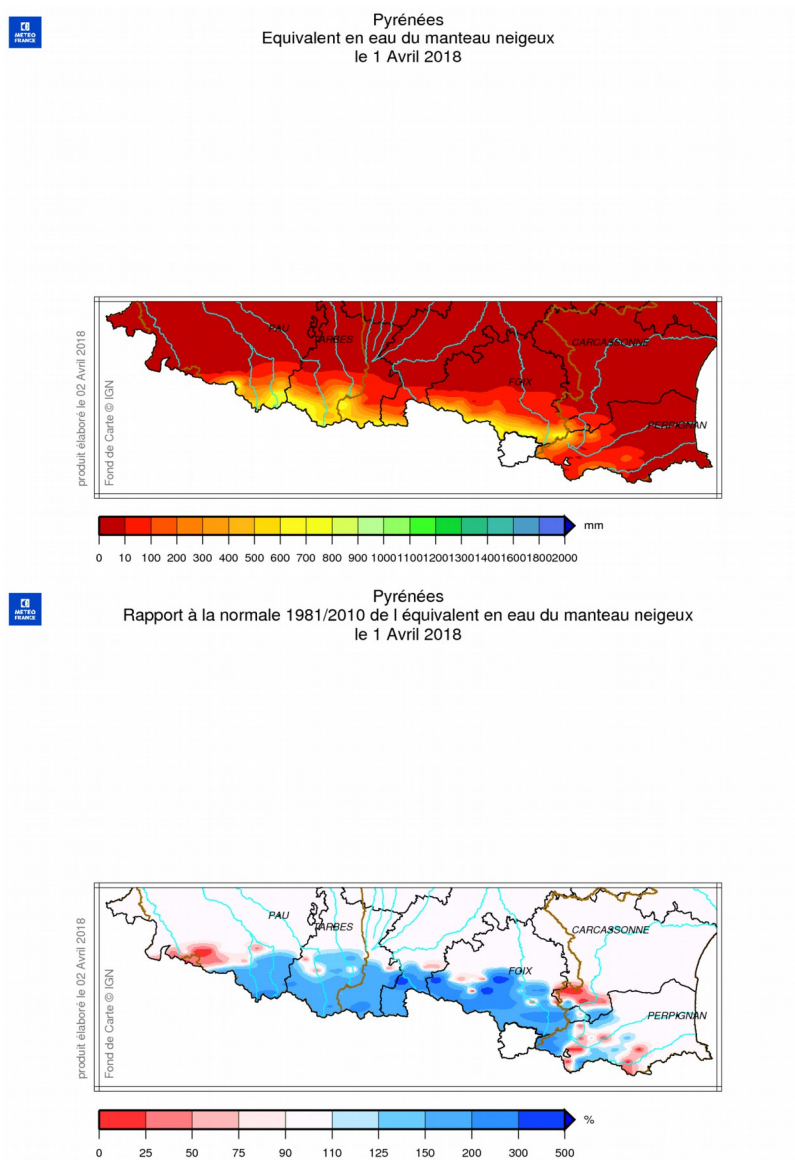 METEO
FRANCE
Pyrénées
Equivalent en eau du manteau neigeux
le 1 Avril 2018
produit élaboré le 02 Avril 2018
Fond de Carte © IGN
PAU
TARBES
CARCASSONNE
FOIX
PERPIGNAN
0 10 100 200 300 400 500 600 700 800 900 1000 1100 1200 1300 1400 1600 1800 2000 mm
METEO
FRANCE
Pyrénées
Rapport à la normale 1981/2010 de l équivalent en eau du manteau neigeux
le 1 Avril 2018
produit élaboré le 02 Avril 2018
Fond de Carte © IGN
PAU
TARBES
CARCASSONNE
FOIX
PERPIGNAN
%
0 25 50 75 90 110 125 150 200 300 500